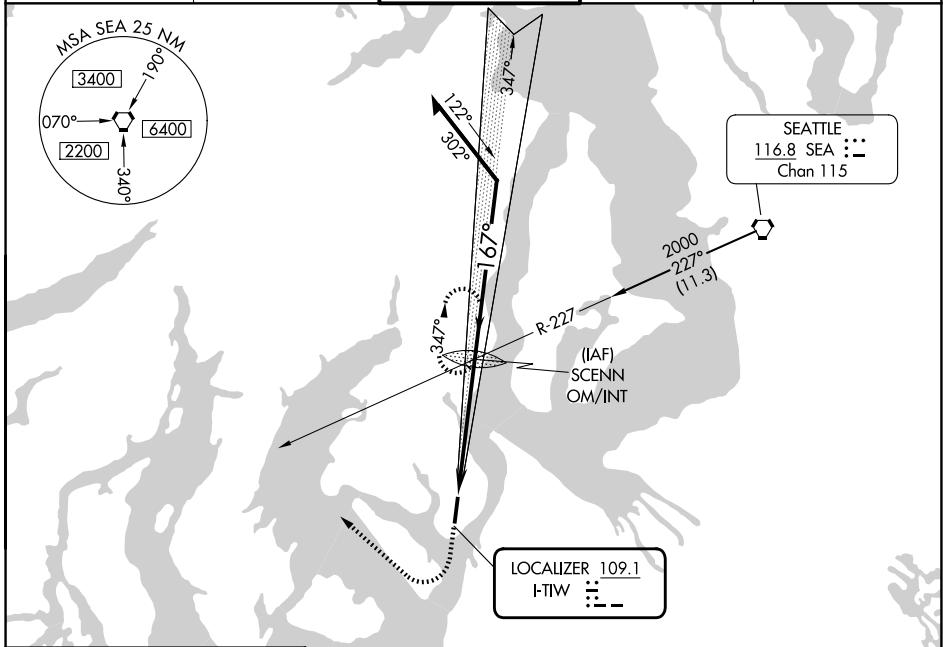 MSA SEA 25 NM
190°
3400
070°
6400
2200
340°
347°
122°
302°
167°
SEATTLE
116.8 SEA
Chan 115
2000
227°
(11.3)
R-227
347°
(IAF)
SCENN
OM/INT
LOCALIZER 109.1
I-TIW